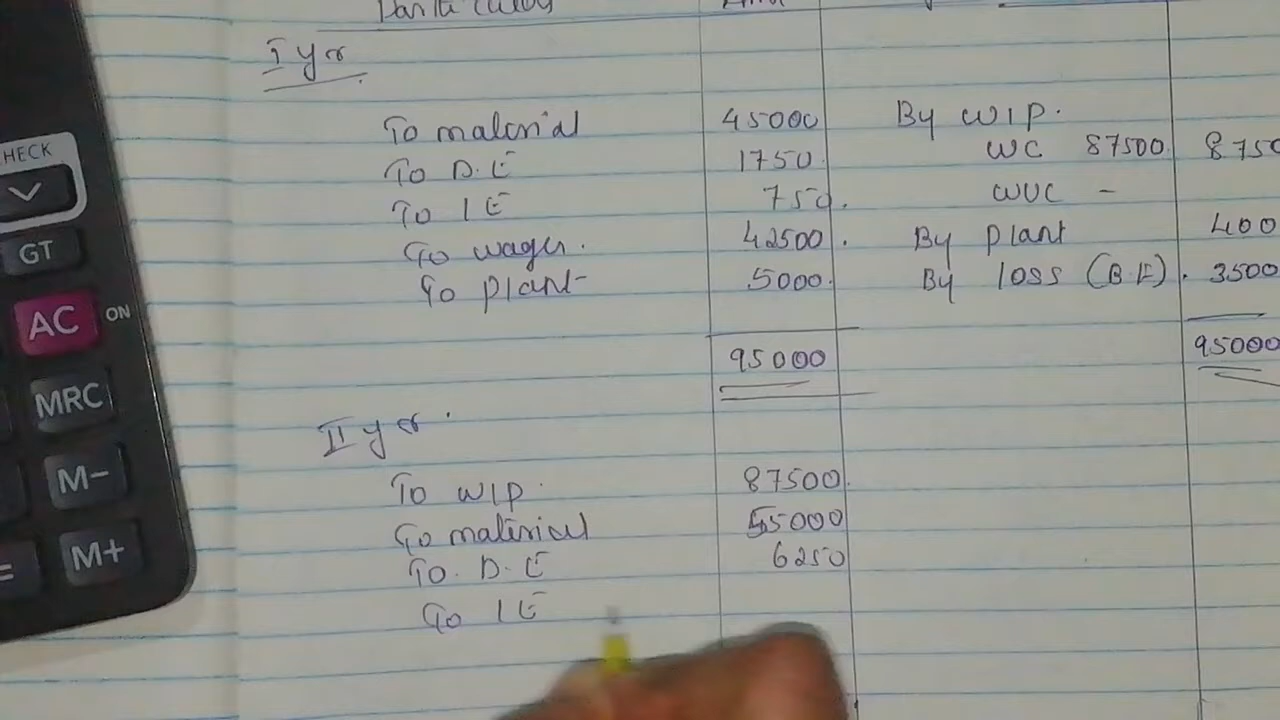 I yr
To material 45000 By WIP.
To D.E 1750 WC 87500 8750
To IE 750. WUC -
To wages. 42500. By plant 400
To plant 5000. By loss (B.F). 3500
95000 95000
II yr.
To WIP. 87500
To material 55000
To D.E 6250
To IE
CHECK
GT
AC ON
MRC
M-
M+
=